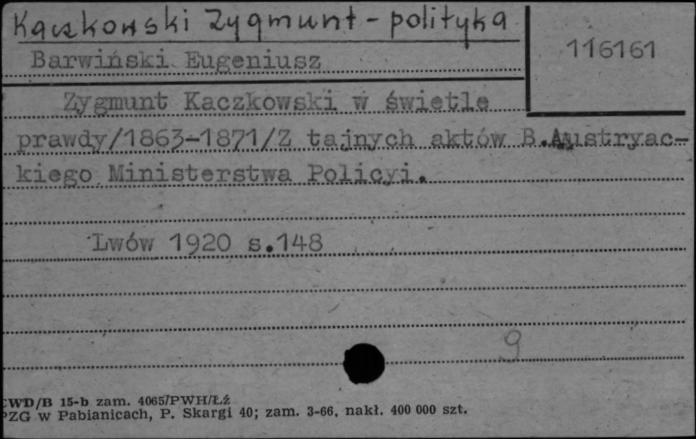 Kaczkowski Zygmunt - polityka
116161
Barwiński Eugeniusz
Zygmunt Kaczkowski w świetle
prawdy/1863-1871/Z tajnych aktów B.Austryac-
kiego Ministerstwa Policyi.
Lwów 1920 s.148
9
CWD/B 15-b zam. 4065/PWH/Łź
PZG w Pabianicach, P. Skargi 40; zam. 3-66, nakł. 400 000 szt.